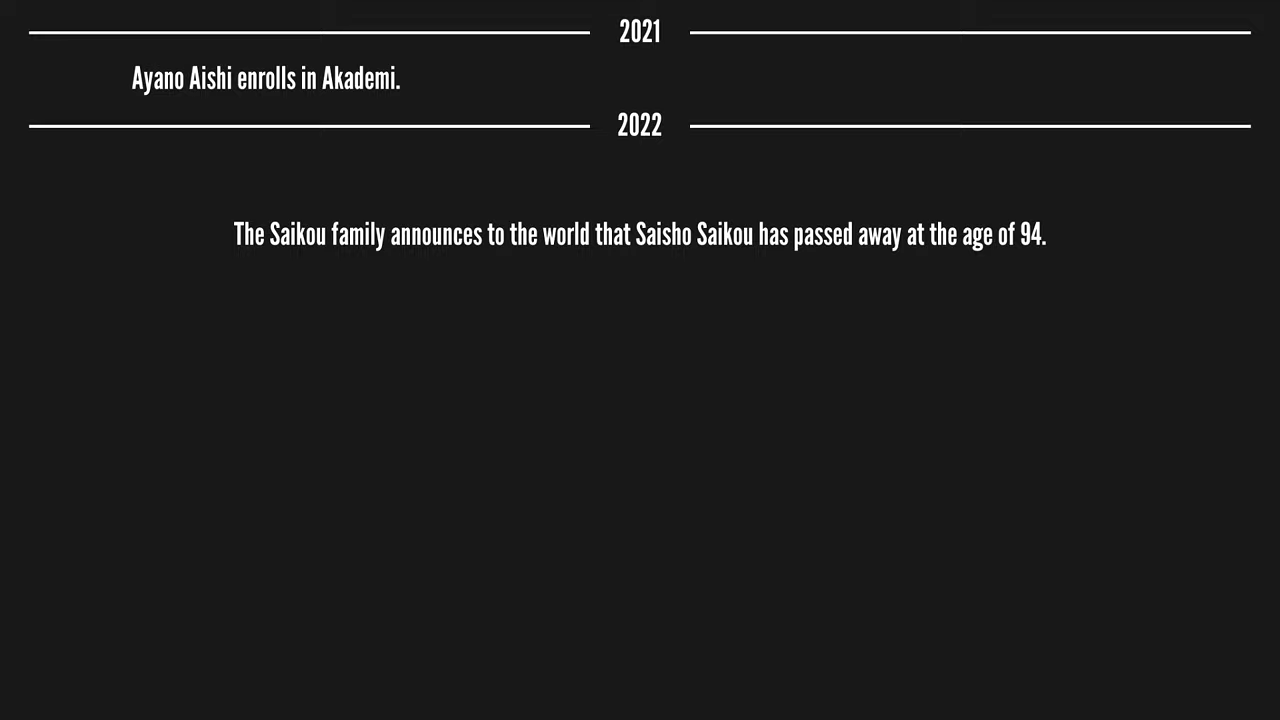 2021
Ayano Aishi enrolls in Akademi.
2022
The Saikou family announces to the world that Saisho Saikou has passed away at the age of 94.